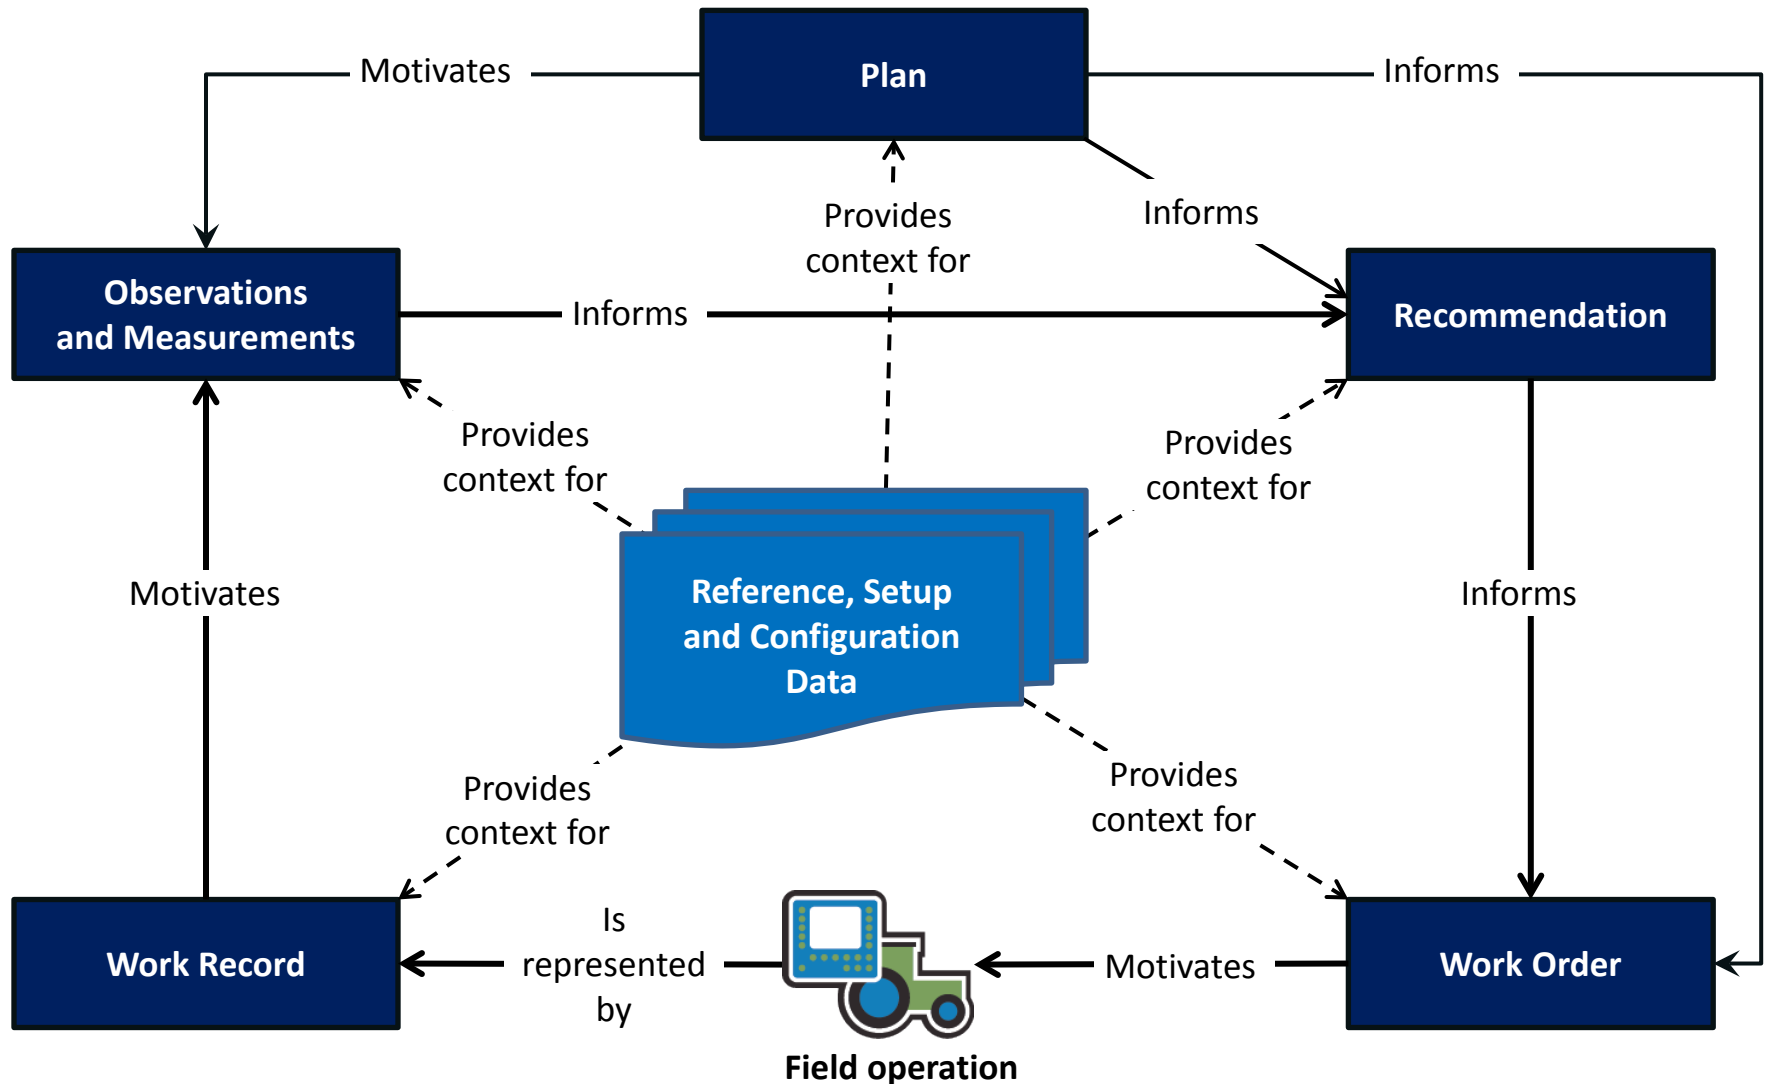 Motivates
Plan
Informs
Provides
context for
Informs
Observations
and Measurements
Informs
Recommendation
Provides
context for
Provides
context for
Motivates
Reference, Setup
and Configuration
Data
Informs
Provides
context for
Provides
context for
Work Record
Is
represented
by
Motivates
Work Order
Field operation